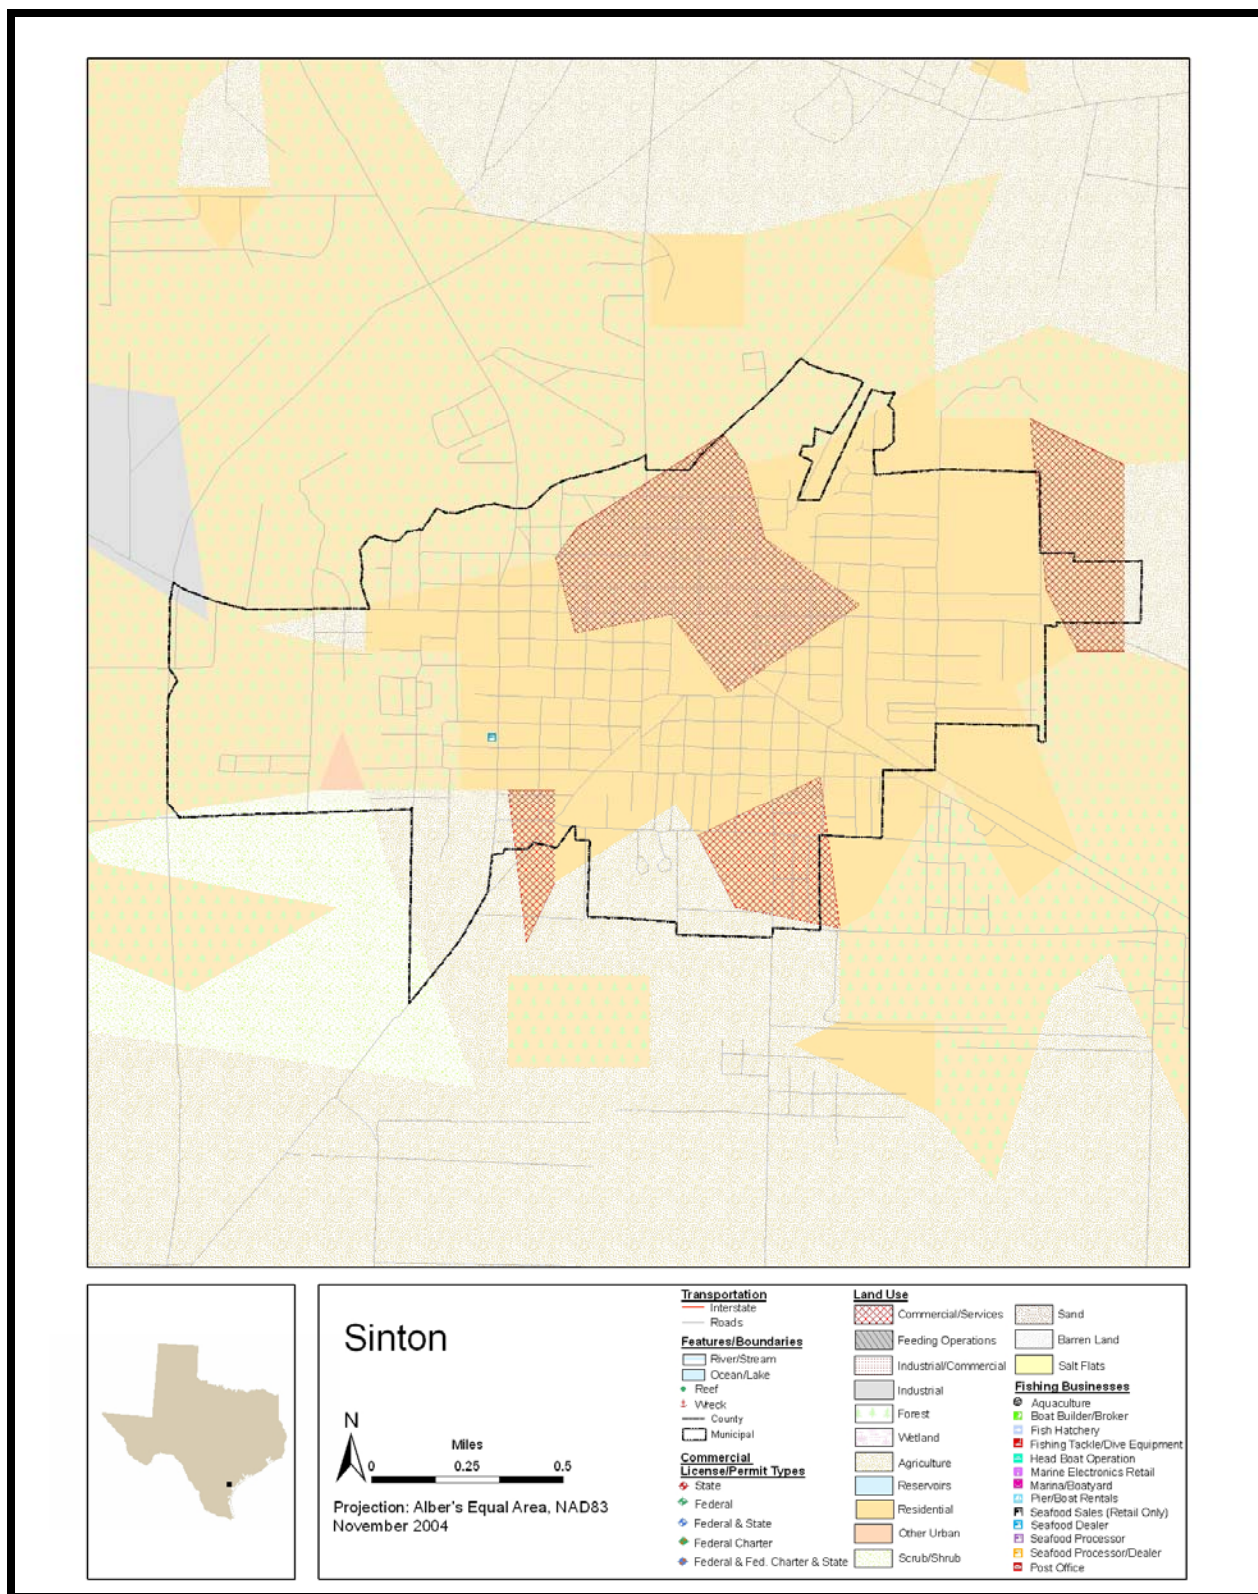 Sinton
N
Miles
0 0.25 0.5
Projection: Alber's Equal Area, NAD83
November 2004
Transportation
Interstate
Roads
Features/Boundaries
River/Stream
Ocean/Lake
Reef
Wreck
County
Municipal
Commercial
License/Permit Types
State
Federal
Federal & State
Federal Charter
Federal & Fed. Charter & State
Land Use
Commercial/Services
Feeding Operations
Industrial/Commercial
Industrial
Forest
Wetland
Agriculture
Reservoirs
Residential
Other Urban
Scrub/Shrub
Sand
Barren Land
Salt Flats
Fishing Businesses
Aquaculture
Boat Builder/Broker
Fish Hatchery
Fishing Tackle/Dive Equipment
Head Boat Operation
Marine Electronics Retail
Marina/Boatyard
Pier/Boat Rentals
Seafood Sales (Retail Only)
Seafood Dealer
Seafood Processor
Seafood Processor/Dealer
Post Office